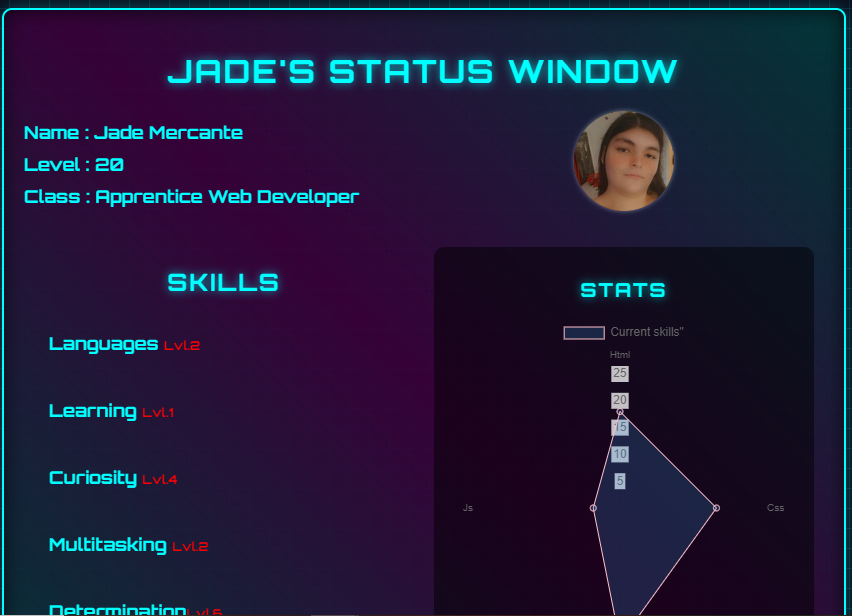 JADE'S STATUS WINDOW
Name : Jade Mercante
Level : 20
Class : Apprentice Web Developer
SKILLS
Languages Lvl.2
Learning Lvl.1
Curiosity Lvl.4
Multitasking Lvl.2
Determination Lvl.5
STATS
Current skills"
Html
25
20
15
10
5
Js
Css